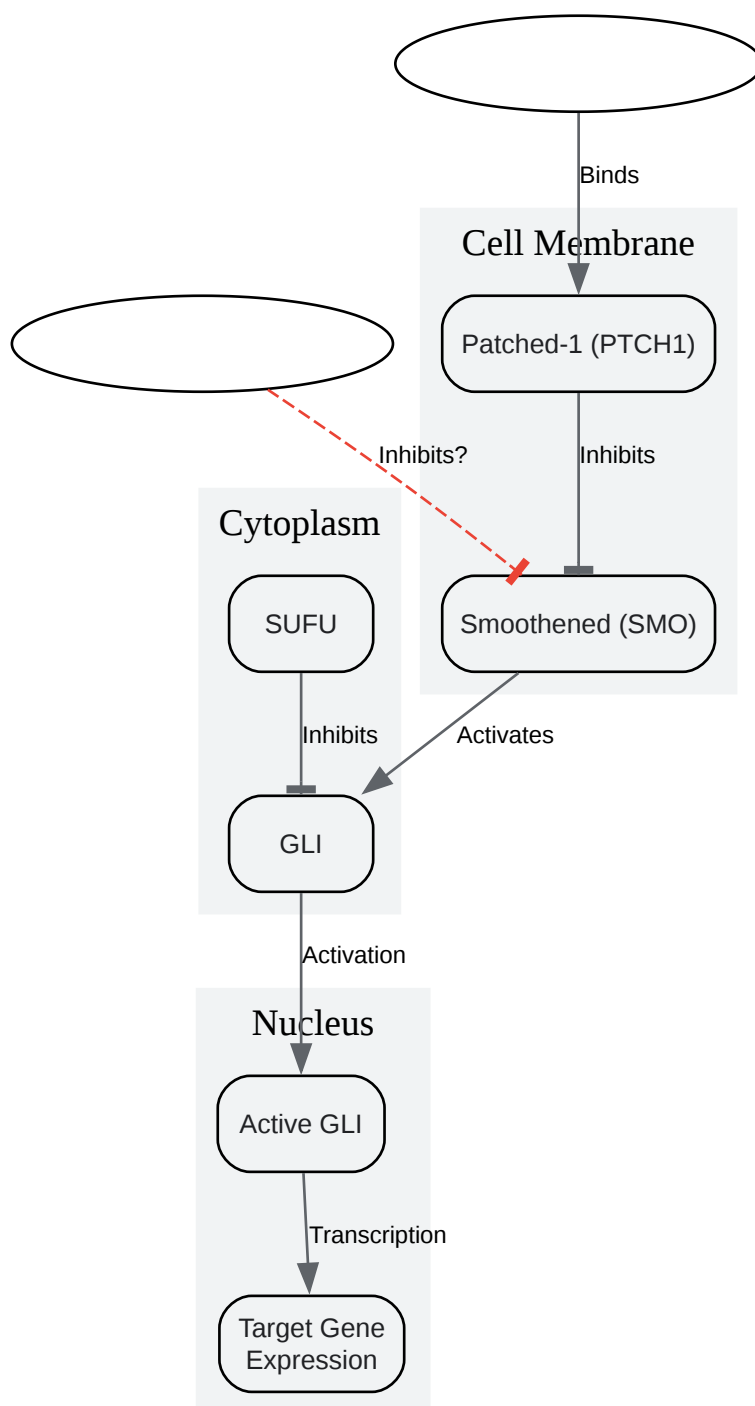 Binds
Cell Membrane
Patched-1 (PTCH1)
Inhibits?
Inhibits
Cytoplasm
SUFU
Smoothened (SMO)
Inhibits
Activates
GLI
Activation
Nucleus
Active GLI
Transcription
Target Gene
Expression